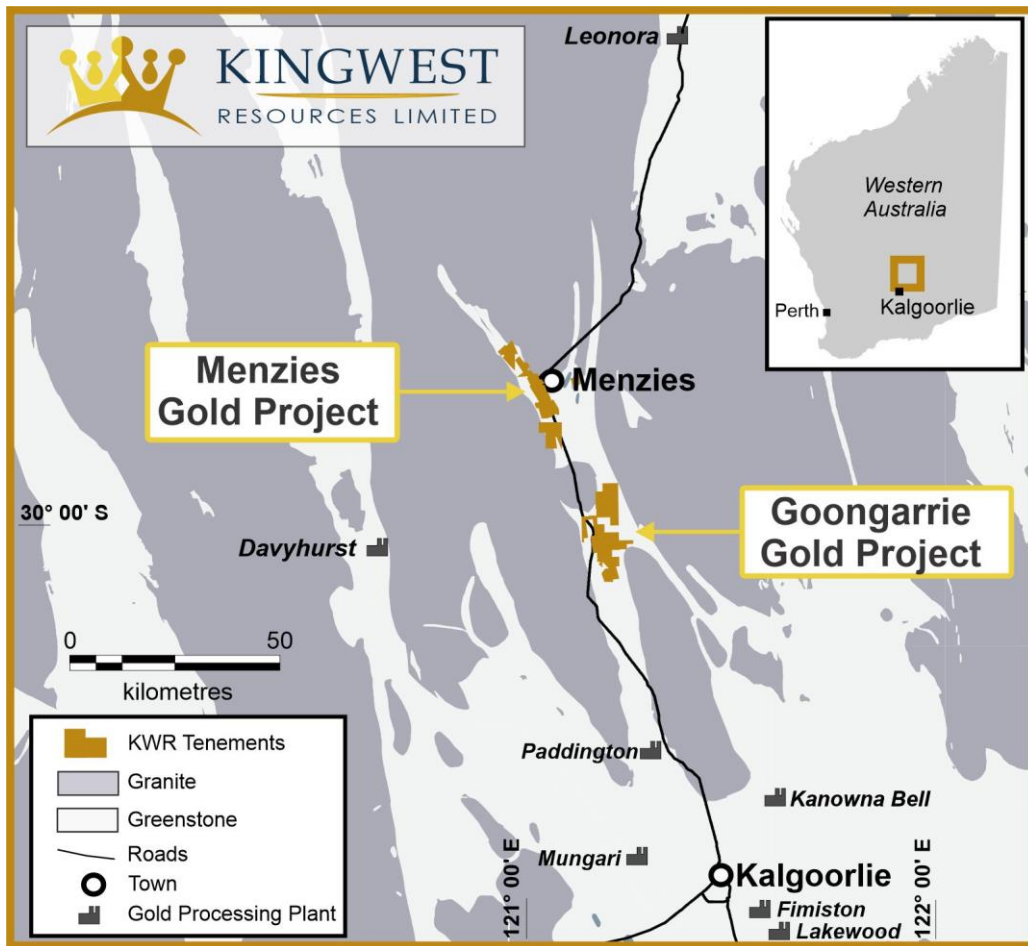 KINGWEST
RESOURCES LIMITED
Leonora
Western
Australia
Perth
Kalgoorlie
Menzies
Gold Project
Menzies
30° 00' S
Davyhurst
Goongarrie
Gold Project
0 50
kilometres
KWR Tenements
Granite
Greenstone
Roads
Town
Gold Processing Plant
Paddington
Kanowna Bell
Mungari
Kalgoorlie
121° 00' E
122° 00' E
Fimiston
Lakewood